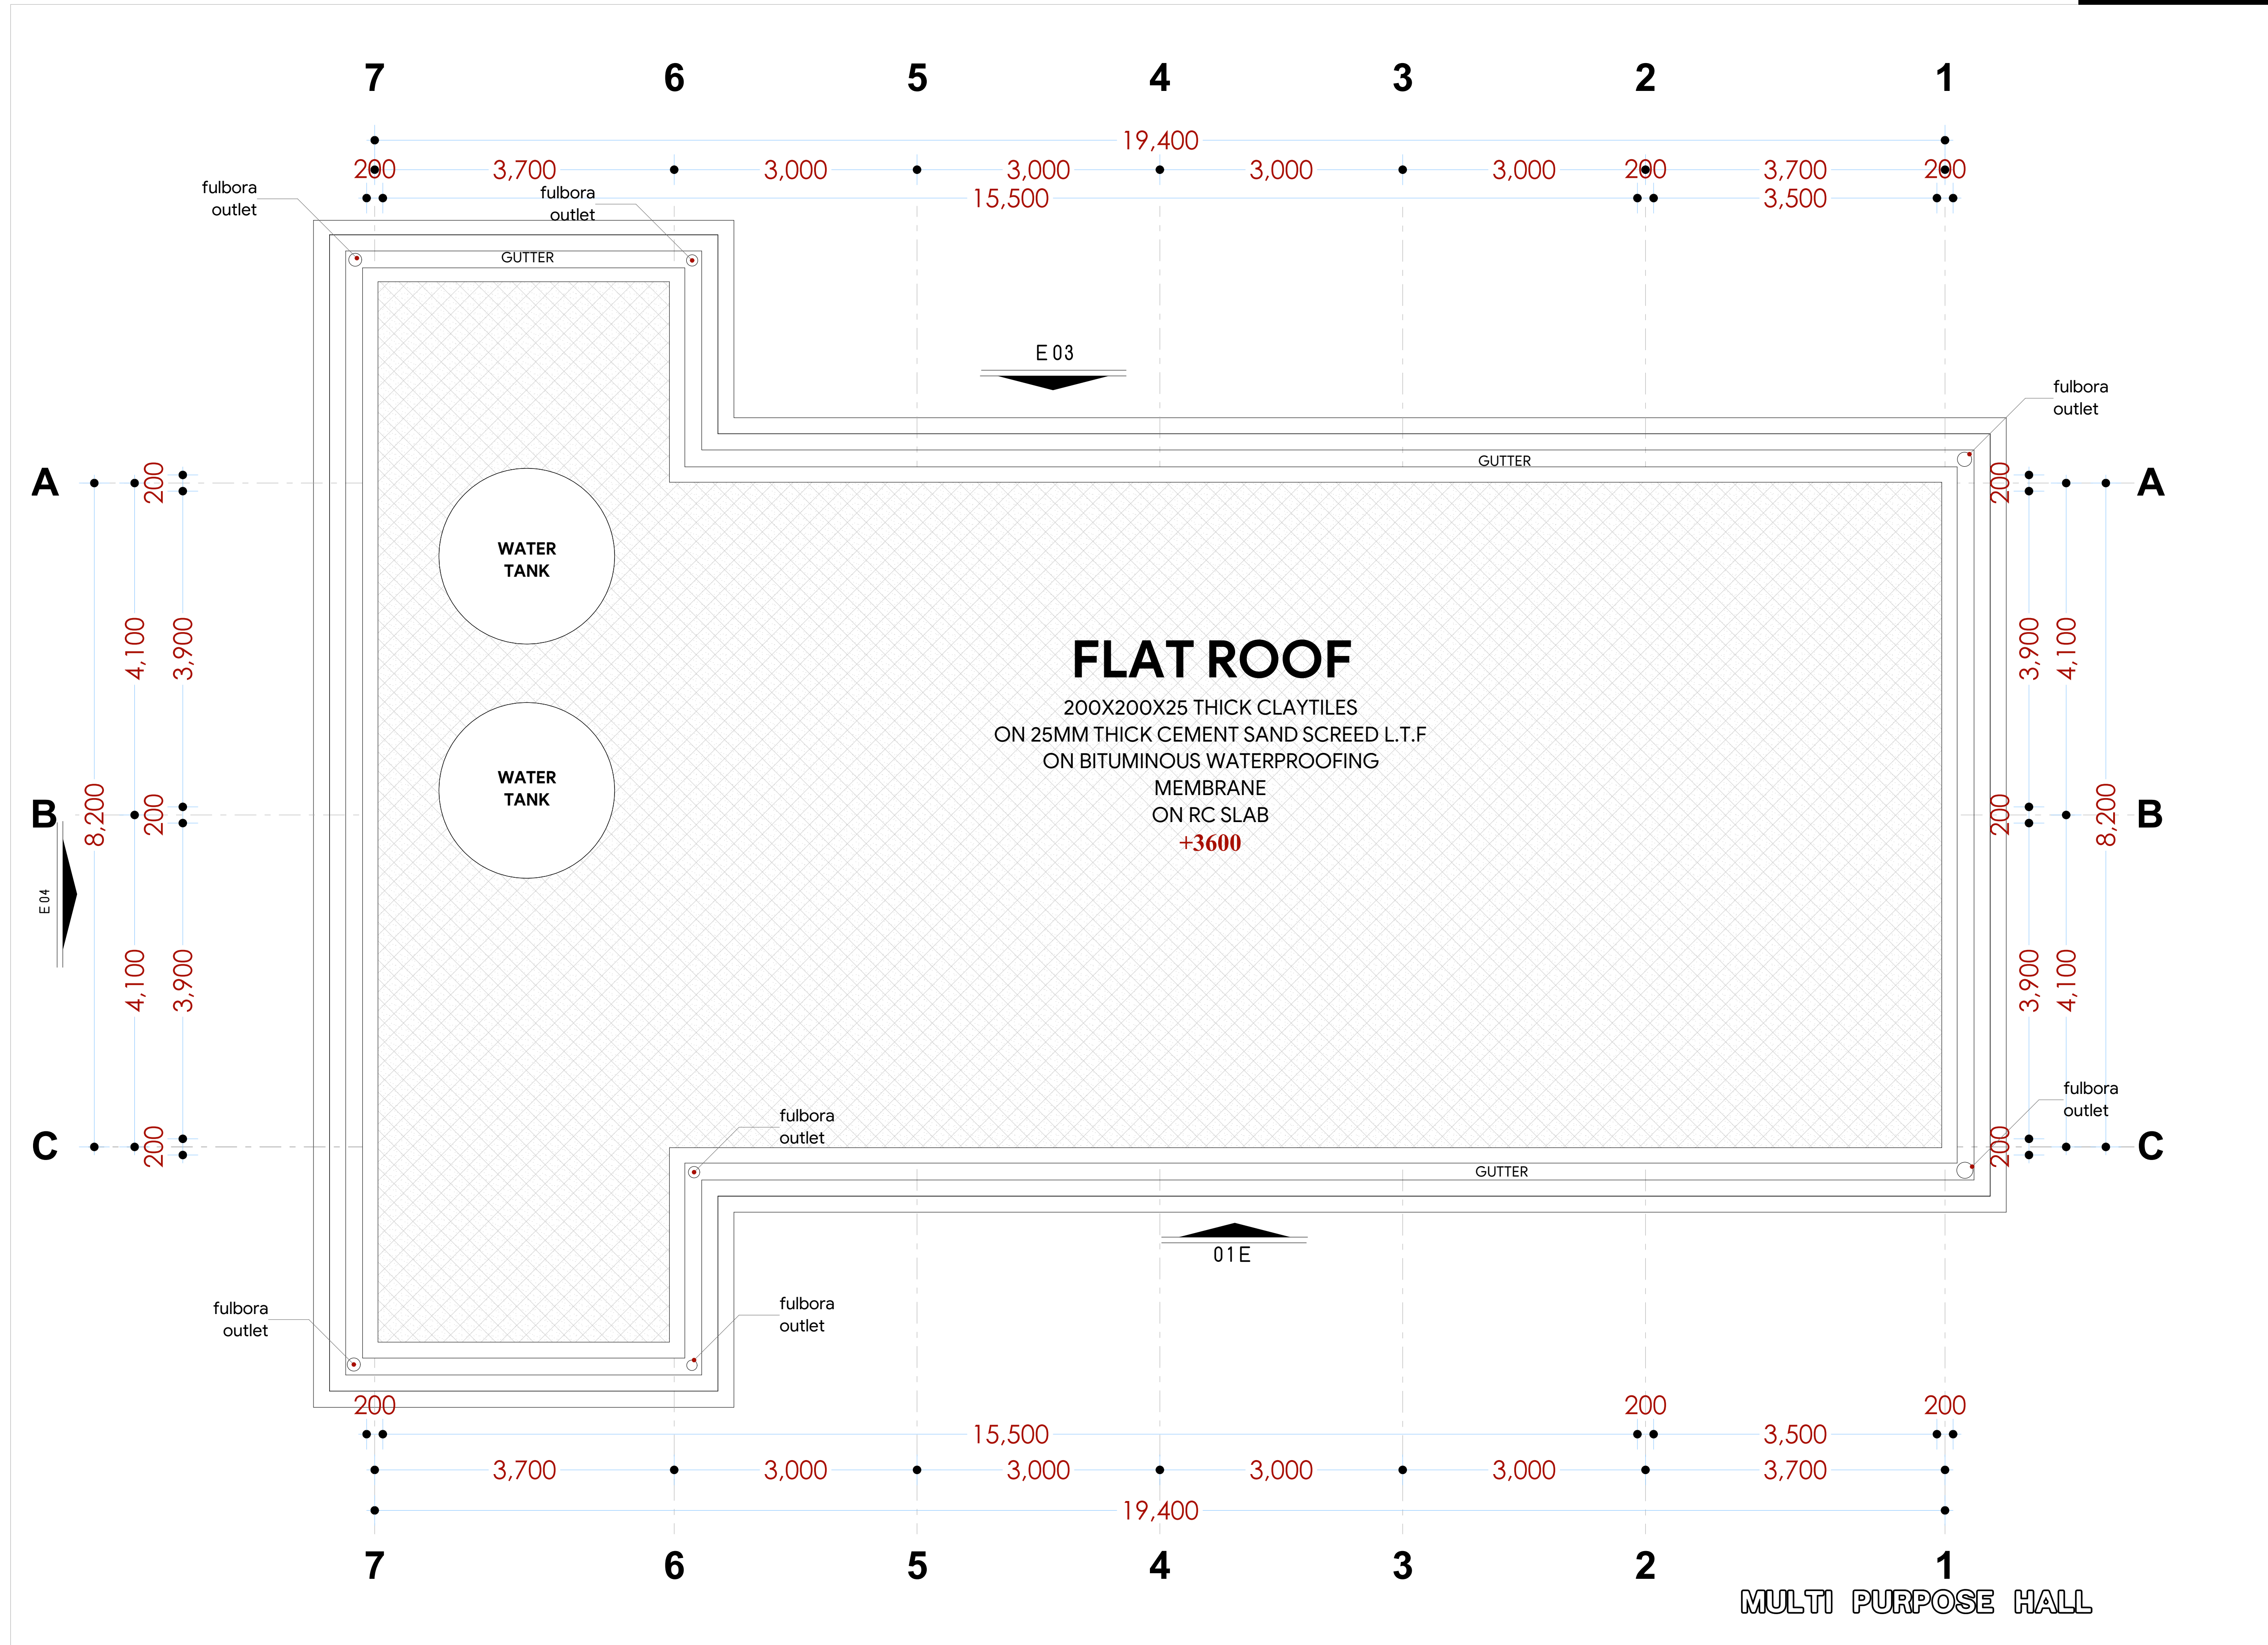 7 6 5 4 3 2 1
19,400
200 3,700 3,000 3,000 3,000 3,000 200 3,700 200
15,500 3,500
fulbora
outlet
fulbora
outlet
GUTTER
E 03
fulbora
outlet
GUTTER
A 200 200 A
WATER
TANK
4,100 3,900 3,900 4,100
FLAT ROOF
200X200X25 THICK CLAYTILES
ON 25MM THICK CEMENT SAND SCREED L.T.F
ON BITUMINOUS WATERPROOFING
MEMBRANE
ON RC SLAB
+3600
WATER
TANK
B 8,200 200 200 8,200 B
E 04
4,100 3,900 3,900 4,100
fulbora
outlet
fulbora
outlet
C 200 200 C
GUTTER
01E
fulbora
outlet
fulbora
outlet
200 200 200
15,500 3,500
3,700 3,000 3,000 3,000 3,000 3,700
19,400
7 6 5 4 3 2 1
MULTI PURPOSE HALL